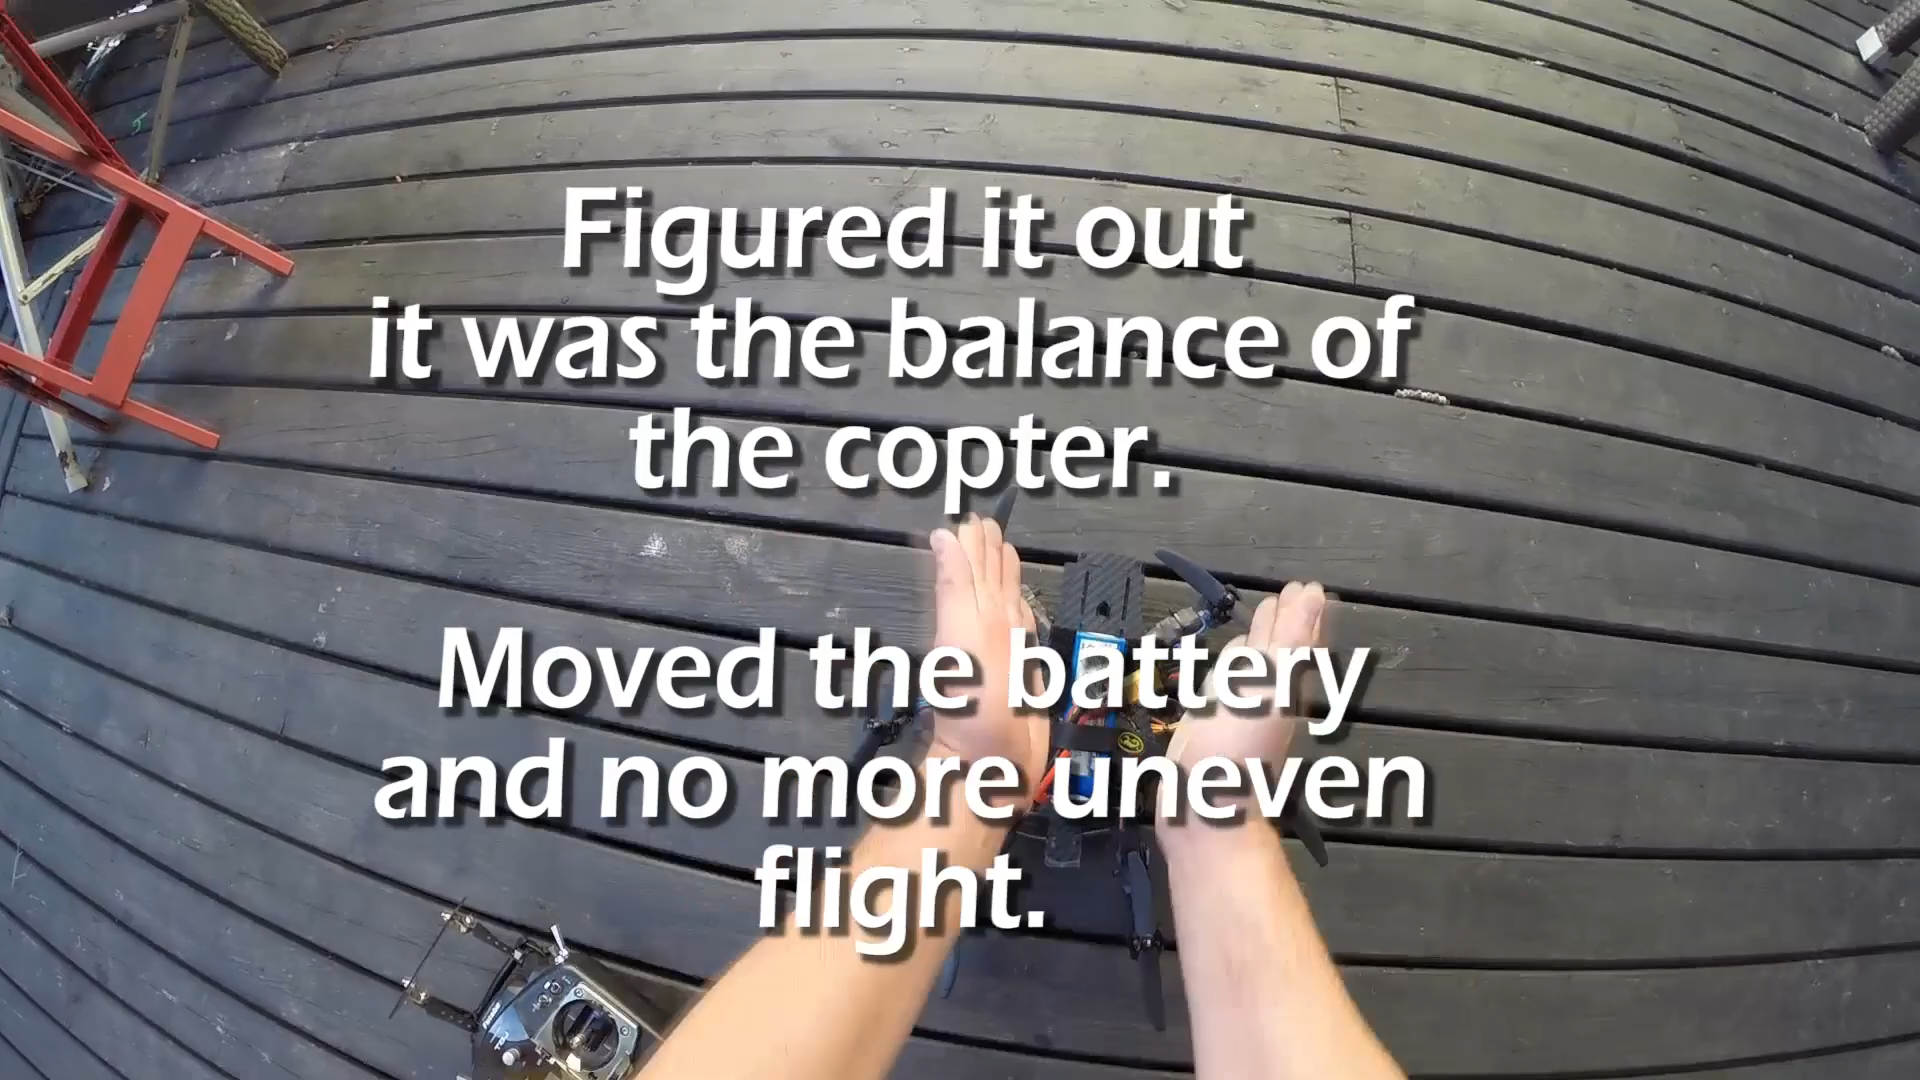 Figured it out
it was the balance of
the copter.
Moved the battery
and no more uneven
flight.